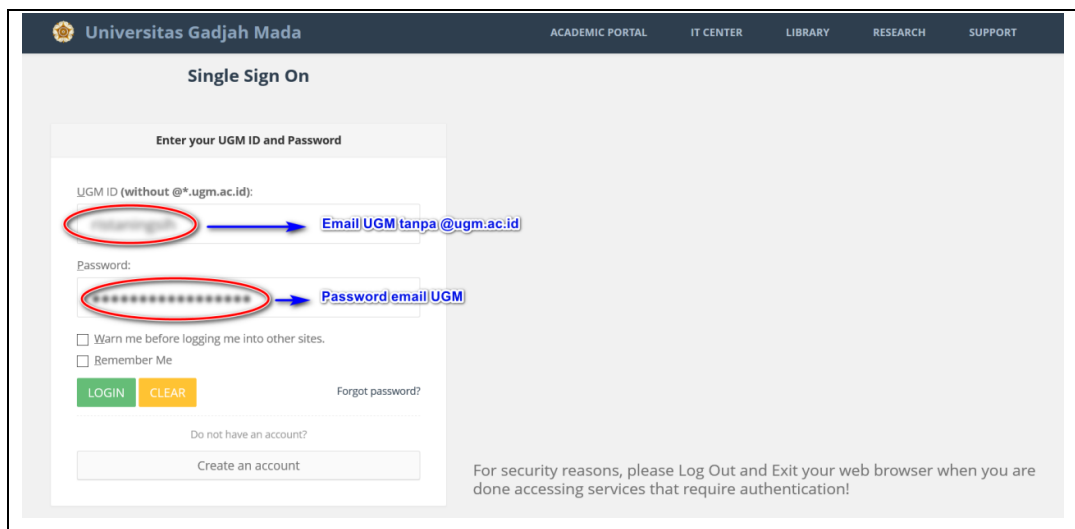 Universitas Gadjah Mada
ACADEMIC PORTAL IT CENTER LIBRARY RESEARCH SUPPORT
Single Sign On
Enter your UGM ID and Password
UGM ID (without @*.ugm.ac.id):
Email UGM tanpa @ugm.ac.id
Password:
Password email UGM
Warn me before logging me into other sites.
Remember Me
LOGIN CLEAR Forgot password?
Do not have an account?
Create an account
For security reasons, please Log Out and Exit your web browser when you are
done accessing services that require authentication!